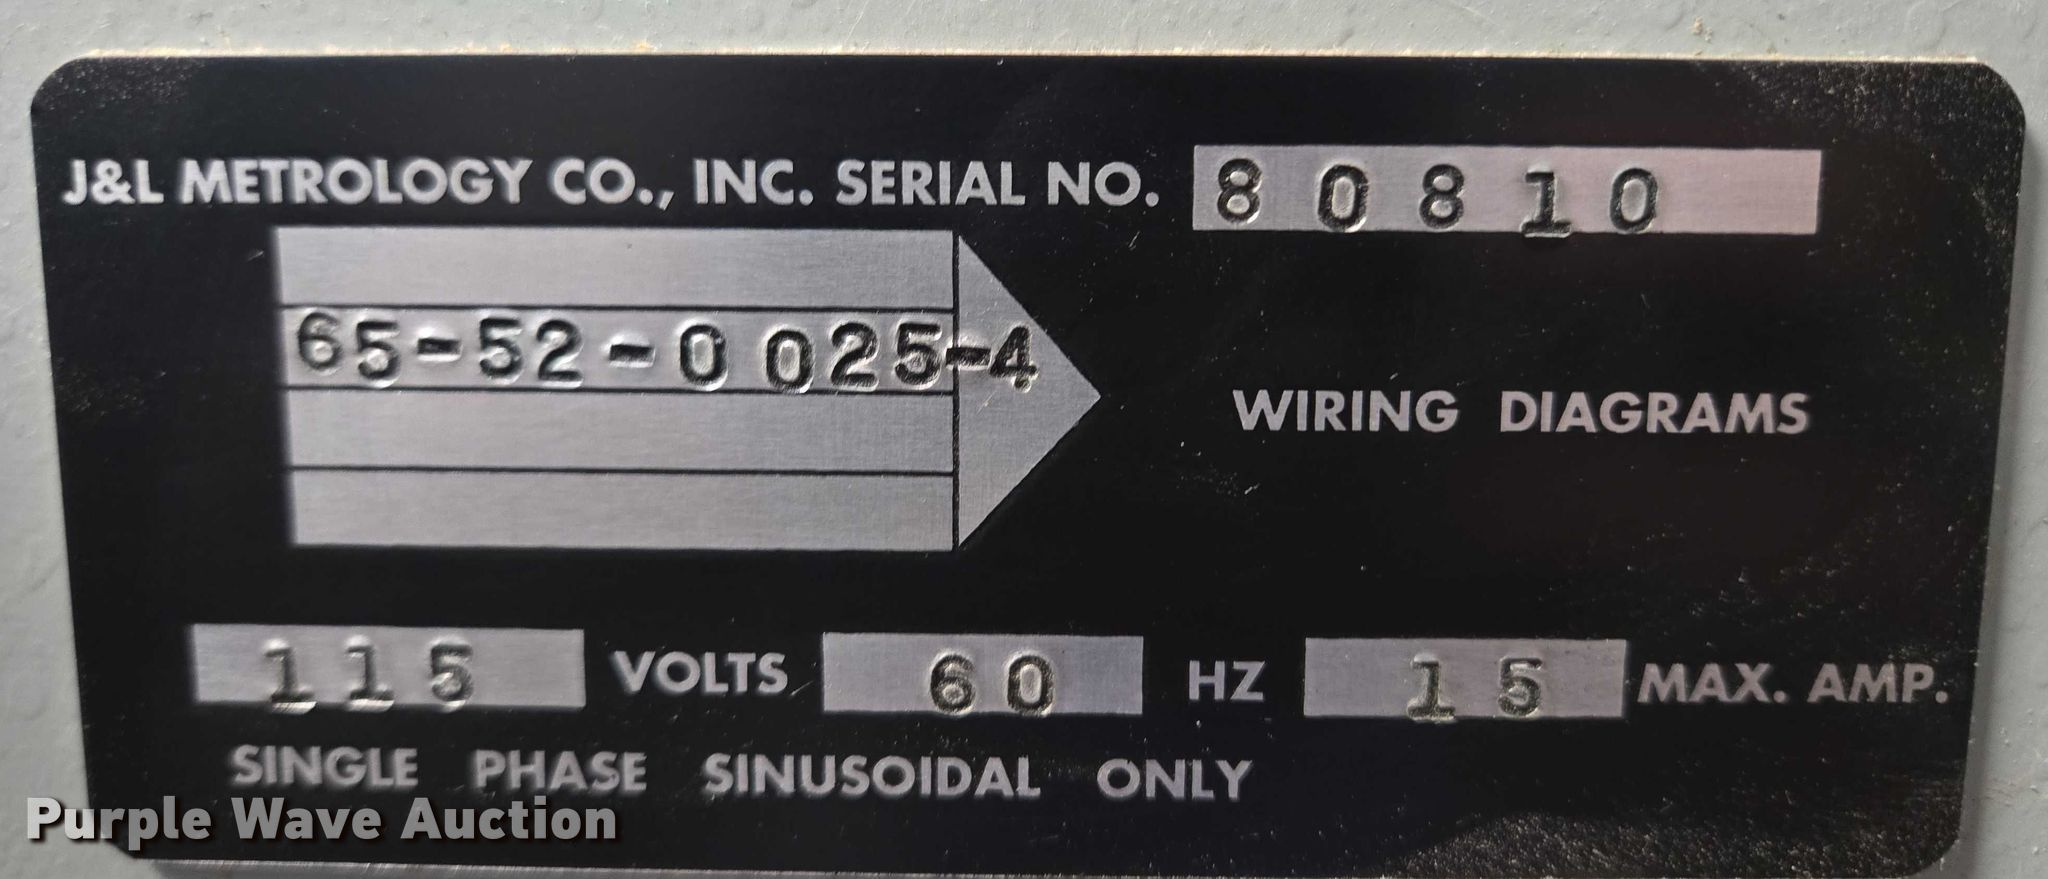 J&L METROLOGY CO., INC. SERIAL NO. 80810
65-52-0025-4
WIRING DIAGRAMS
115 VOLTS 60 HZ 15 MAX. AMP.
SINGLE PHASE SINUSOIDAL ONLY
Purple Wave Auction